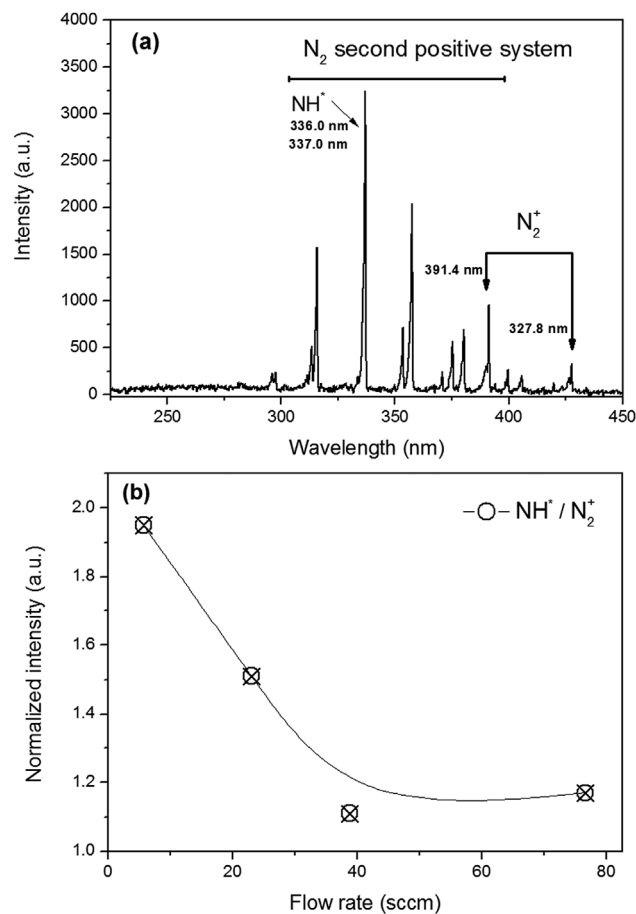 (a)
N₂ second positive system
NH*
336.0 nm
337.0 nm
N₂⁺
391.4 nm
327.8 nm
4000
3500
3000
2500
2000
1500
1000
500
0
Intensity (a.u.)
250 300 350 400 450
Wavelength (nm)
(b)
NH* / N₂⁺
2.0
1.8
1.6
1.4
1.2
1.0
Normalized intensity (a.u.)
0 20 40 60 80
Flow rate (sccm)